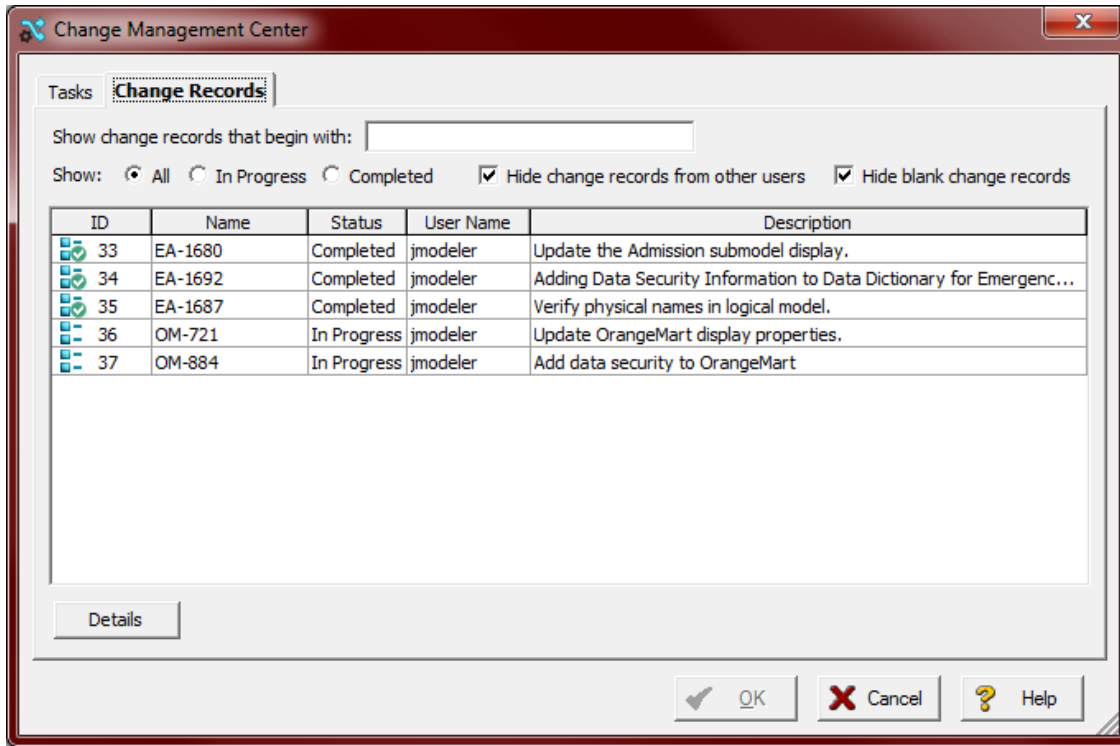 Change Management Center
Tasks Change Records
Show change records that begin with:
Show: All In Progress Completed Hide change records from other users Hide blank change records
ID Name Status User Name Description
33 EA-1680 Completed jmodeler Update the Admission submodel display.
34 EA-1692 Completed jmodeler Adding Data Security Information to Data Dictionary for Emergenc...
35 EA-1687 Completed jmodeler Verify physical names in logical model.
36 OM-721 In Progress jmodeler Update OrangeMart display properties.
37 OM-884 In Progress jmodeler Add data security to OrangeMart
Details
OK Cancel Help